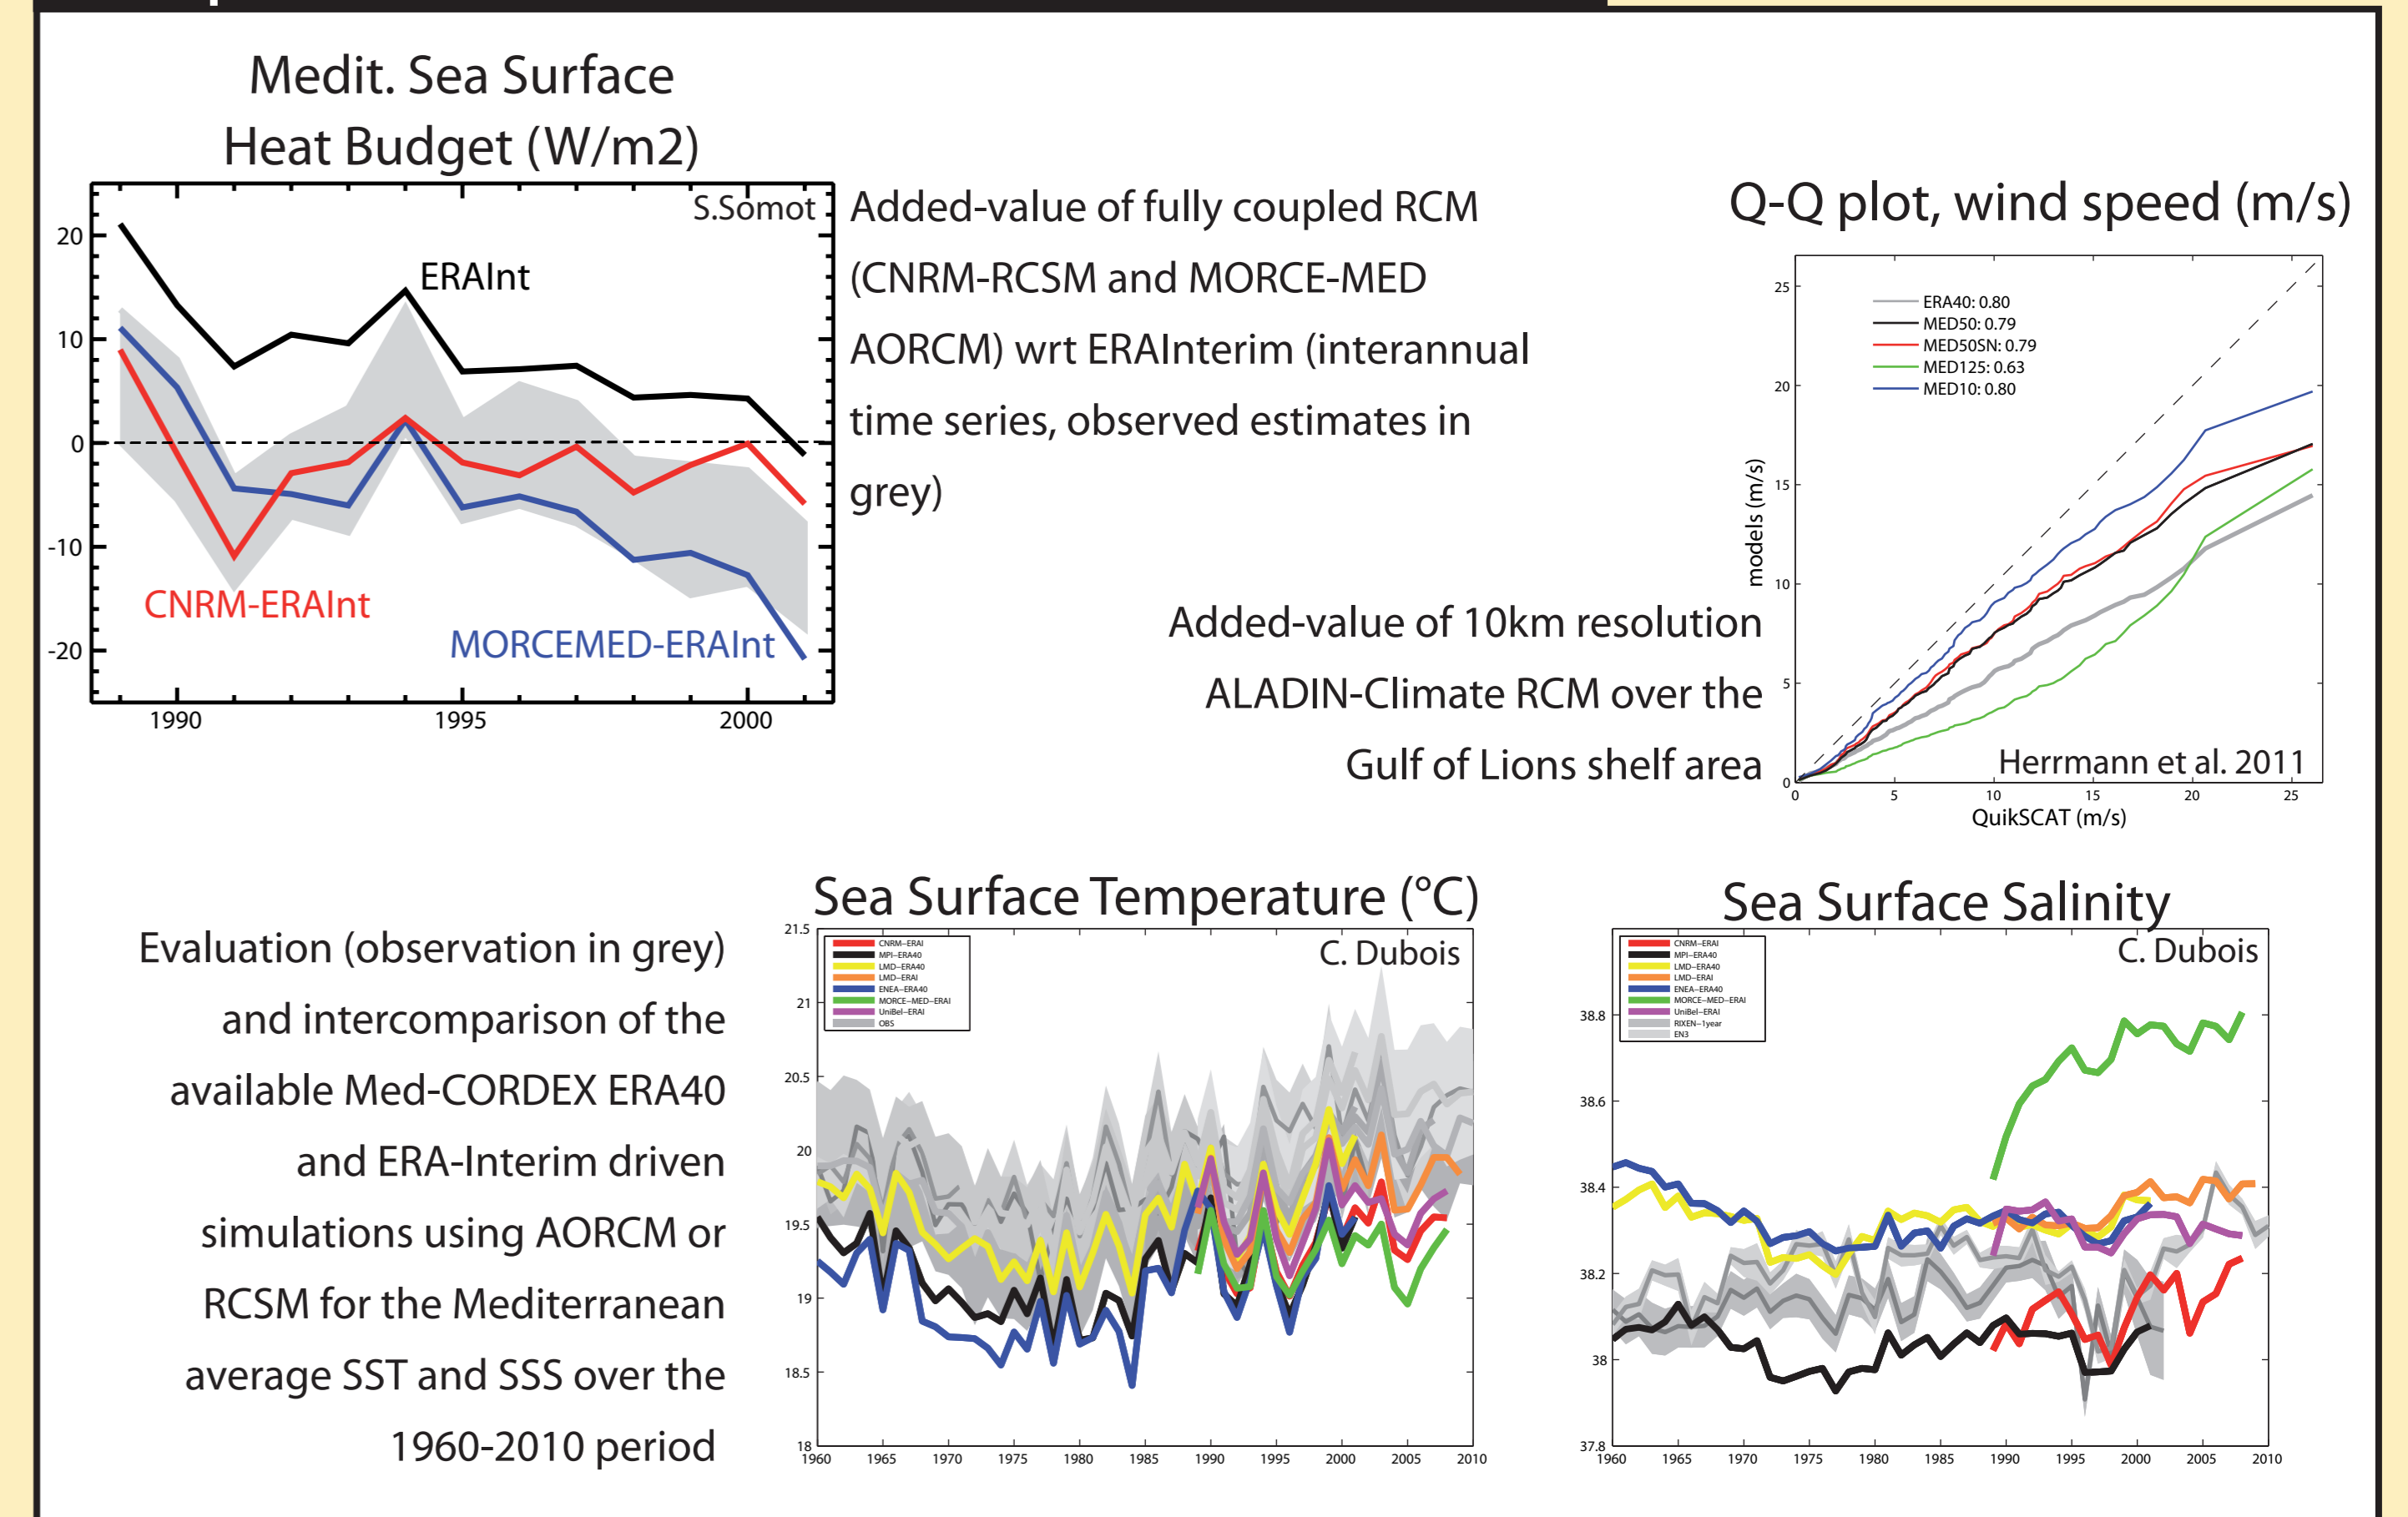 Medit. Sea Surface
Heat Budget (W/m2)
S.Somot
20
10
0
-10
-20
ERAInt
CNRM-ERAInt
MORCEMED-ERAInt
1990
1995
2000
Added-value of fully coupled RCM
(CNRM-RCSM and MORCE-MED
AORCM) wrt ERAInterim (interannual
time series, observed estimates in
grey)
Q-Q plot, wind speed (m/s)
ERA40: 0.80
MED50: 0.79
MED50SN: 0.79
MED125: 0.63
MED10: 0.80
25
20
15
10
5
0
models (m/s)
Herrmann et al. 2011
0
5
10
15
20
25
QuikSCAT (m/s)
Added-value of 10km resolution
ALADIN-Climate RCM over the
Gulf of Lions shelf area
Evaluation (observation in grey)
and intercomparison of the
available Med-CORDEX ERA40
and ERA-Interim driven
simulations using AORCM or
RCSM for the Mediterranean
average SST and SSS over the
1960-2010 period
Sea Surface Temperature (°C)
C. Dubois
CNRM-ERAI
MPI-ERA40
LMD-ERA40
LMD-ERAI
ENEA-ERA40
MORCE-MED-ERAI
UniBel-ERAI
OBS
21.5
21
20.5
20
19.5
19
18.5
18
1960
1965
1970
1975
1980
1985
1990
1995
2000
2005
2010
Sea Surface Salinity
C. Dubois
CNRM-ERAI
MPI-ERA40
LMD-ERA40
LMD-ERAI
ENEA-ERA40
MORCE-MED-ERAI
UniBel-ERAI
RIXEN-1year
EN3
38.8
38.6
38.4
38.2
38
37.8
1960
1965
1970
1975
1980
1985
1990
1995
2000
2005
2010